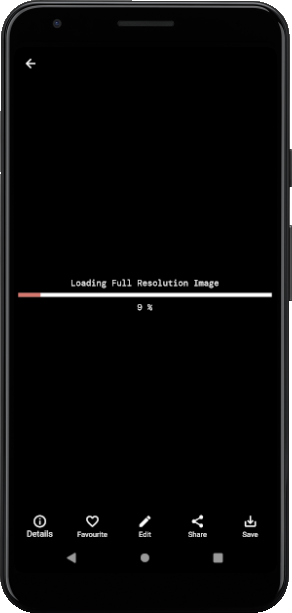 Loading Full Resolution Image
9 %
Details
Favourite
Edit
Share
Save